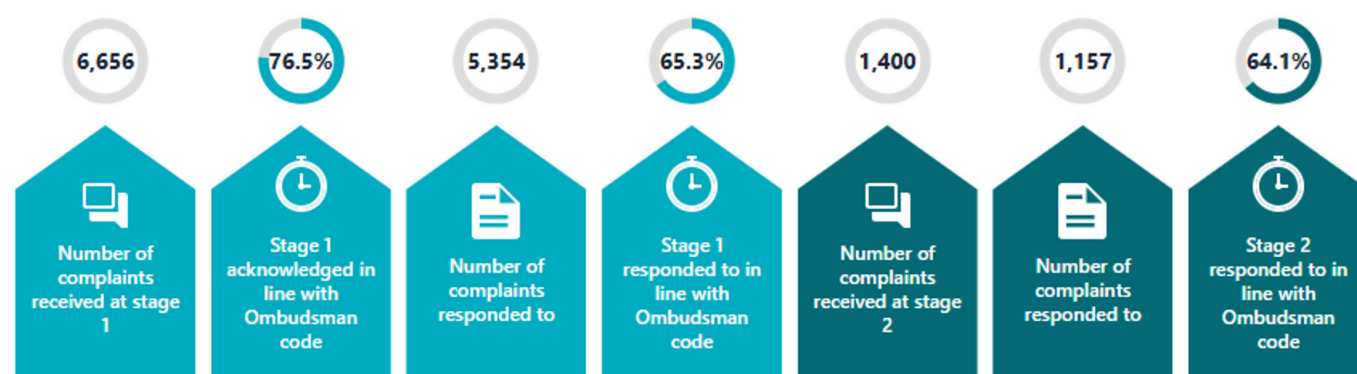 6,656
76.5%
5,354
65.3%
1,400
1,157
64.1%
Number of
complaints
received at stage
1
Stage 1
acknowledged in
line with
Ombudsman
code
Number of
complaints
responded to
Stage 1
responded to in
line with
Ombudsman
code
Number of
complaints
received at stage
2
Number of
complaints
responded to
Stage 2
responded to in
line with
Ombudsman
code